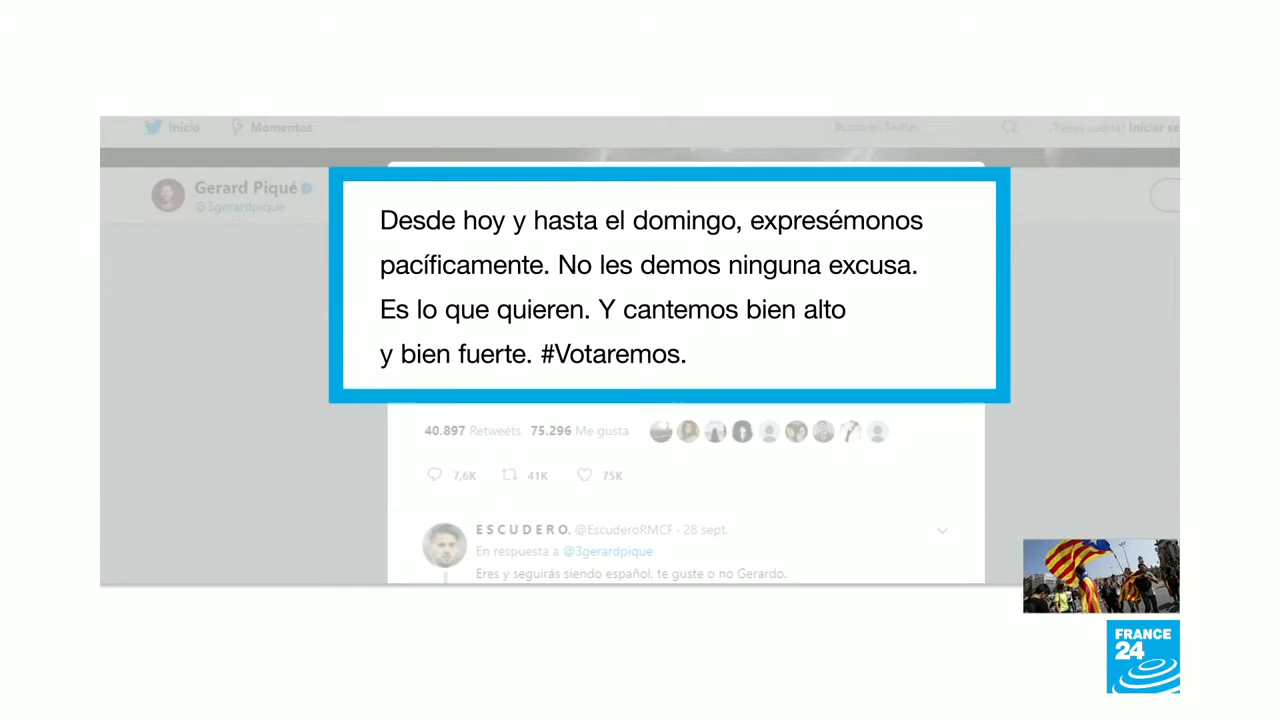 Inicio
Momentos
Buscar en Twitter
¿Tienes cuenta? Iniciar se
Gerard Piqué
@3gerardpique
Desde hoy y hasta el domingo, expresémonos
pacíficamente. No les demos ninguna excusa.
Es lo que quieren. Y cantemos bien alto
y bien fuerte. #Votaremos.
40.897 Retweets 75.296 Me gusta
7,6K 41K 75K
E S C U D E R O. @EscuderoRMCF - 28 sept.
En respuesta a @3gerardpique
Eres y seguirás siendo español, te guste o no Gerardo.
FRANCE
24